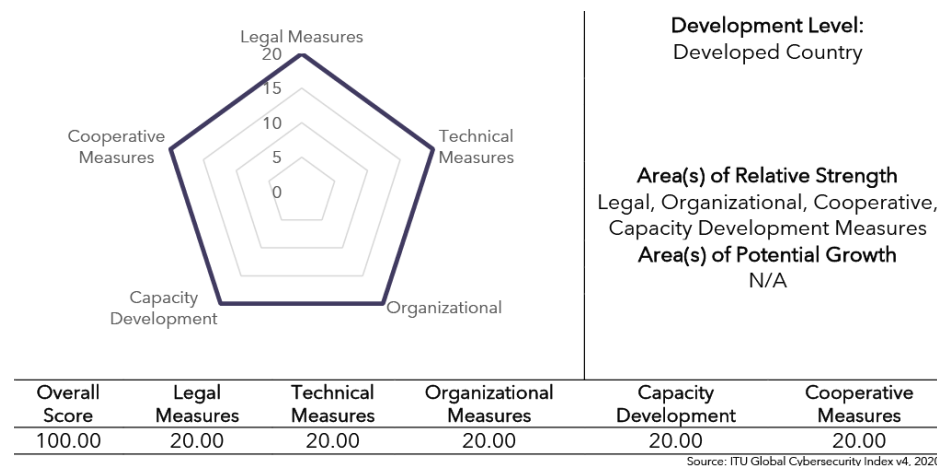 Legal Measures
20
15
10
5
0
Technical
Measures
Organizational
Capacity
Development
Cooperative
Measures
Development Level:
Developed Country
Area(s) of Relative Strength
Legal, Organizational, Cooperative,
Capacity Development Measures
Area(s) of Potential Growth
N/A
Overall Score Legal Measures Technical Measures Organizational Measures Capacity Development Cooperative Measures
100.00 20.00 20.00 20.00 20.00 20.00
Source: ITU Global Cybersecurity Index v4, 2020